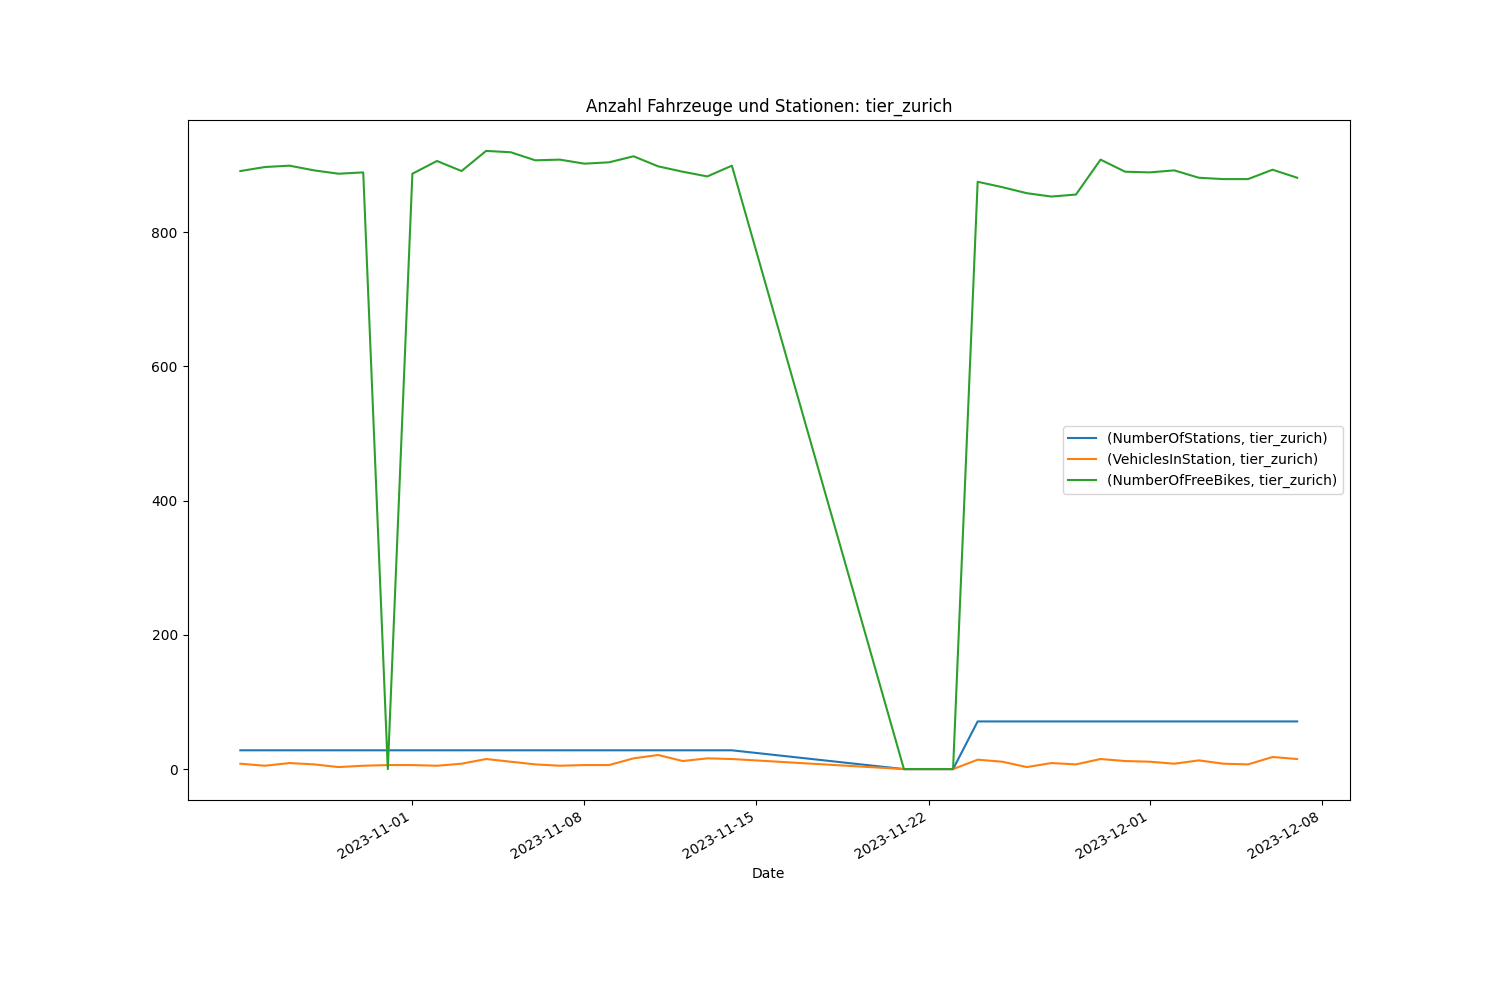 Anzahl Fahrzeuge und Stationen: tier_zurich
800
600
400
200
0
(NumberOfStations, tier_zurich)
(VehiclesInStation, tier_zurich)
(NumberOfFreeBikes, tier_zurich)
2023-11-01
2023-11-08
2023-11-15
2023-11-22
2023-12-01
2023-12-08
Date